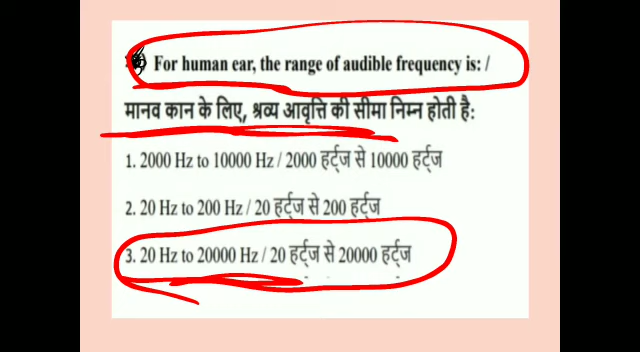 For human ear, the range of audible frequency is: /
मानव कान के लिए, श्रव्य आवृत्ति की सीमा निम्न होती है:
1. 2000 Hz to 10000 Hz / 2000 हर्ट्ज से 10000 हर्ट्ज
2. 20 Hz to 200 Hz / 20 हर्ट्ज से 200 हर्ट्ज
3. 20 Hz to 20000 Hz / 20 हर्ट्ज से 20000 हर्ट्ज